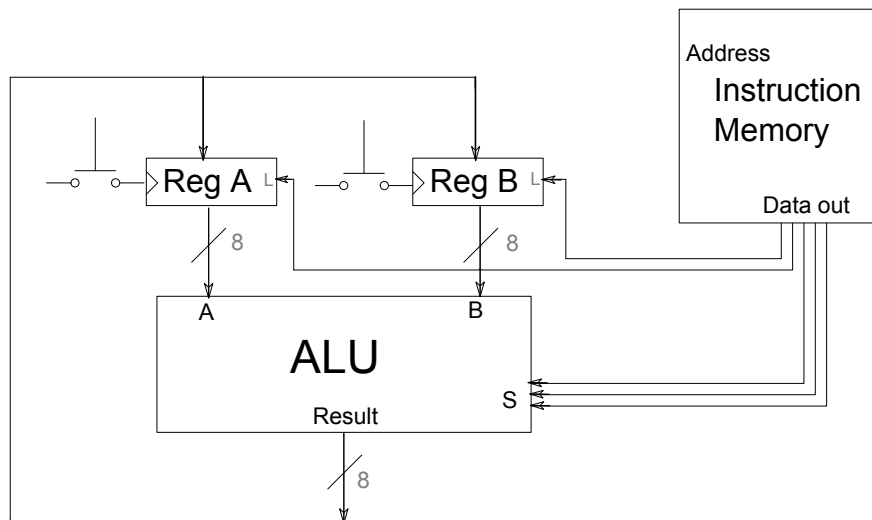 Address
Instruction
Memory
Data out
Reg A
L
Reg B
L
8
8
A
B
ALU
S
Result
8